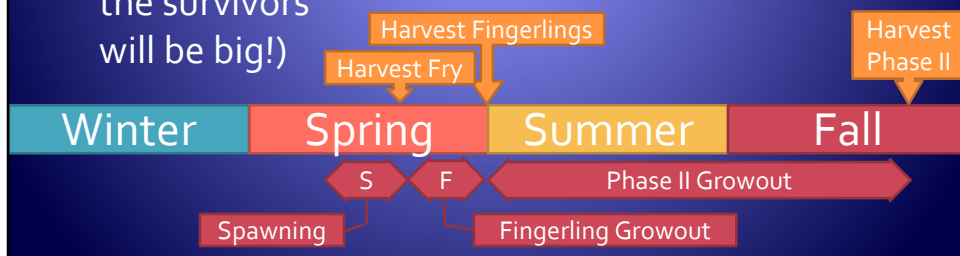 the survivors
will be big!)
Harvest Fingerlings
Harvest Fry
Harvest
Phase II
Winter
Spring
Summer
Fall
S
F
Phase II Growout
Spawning
Fingerling Growout